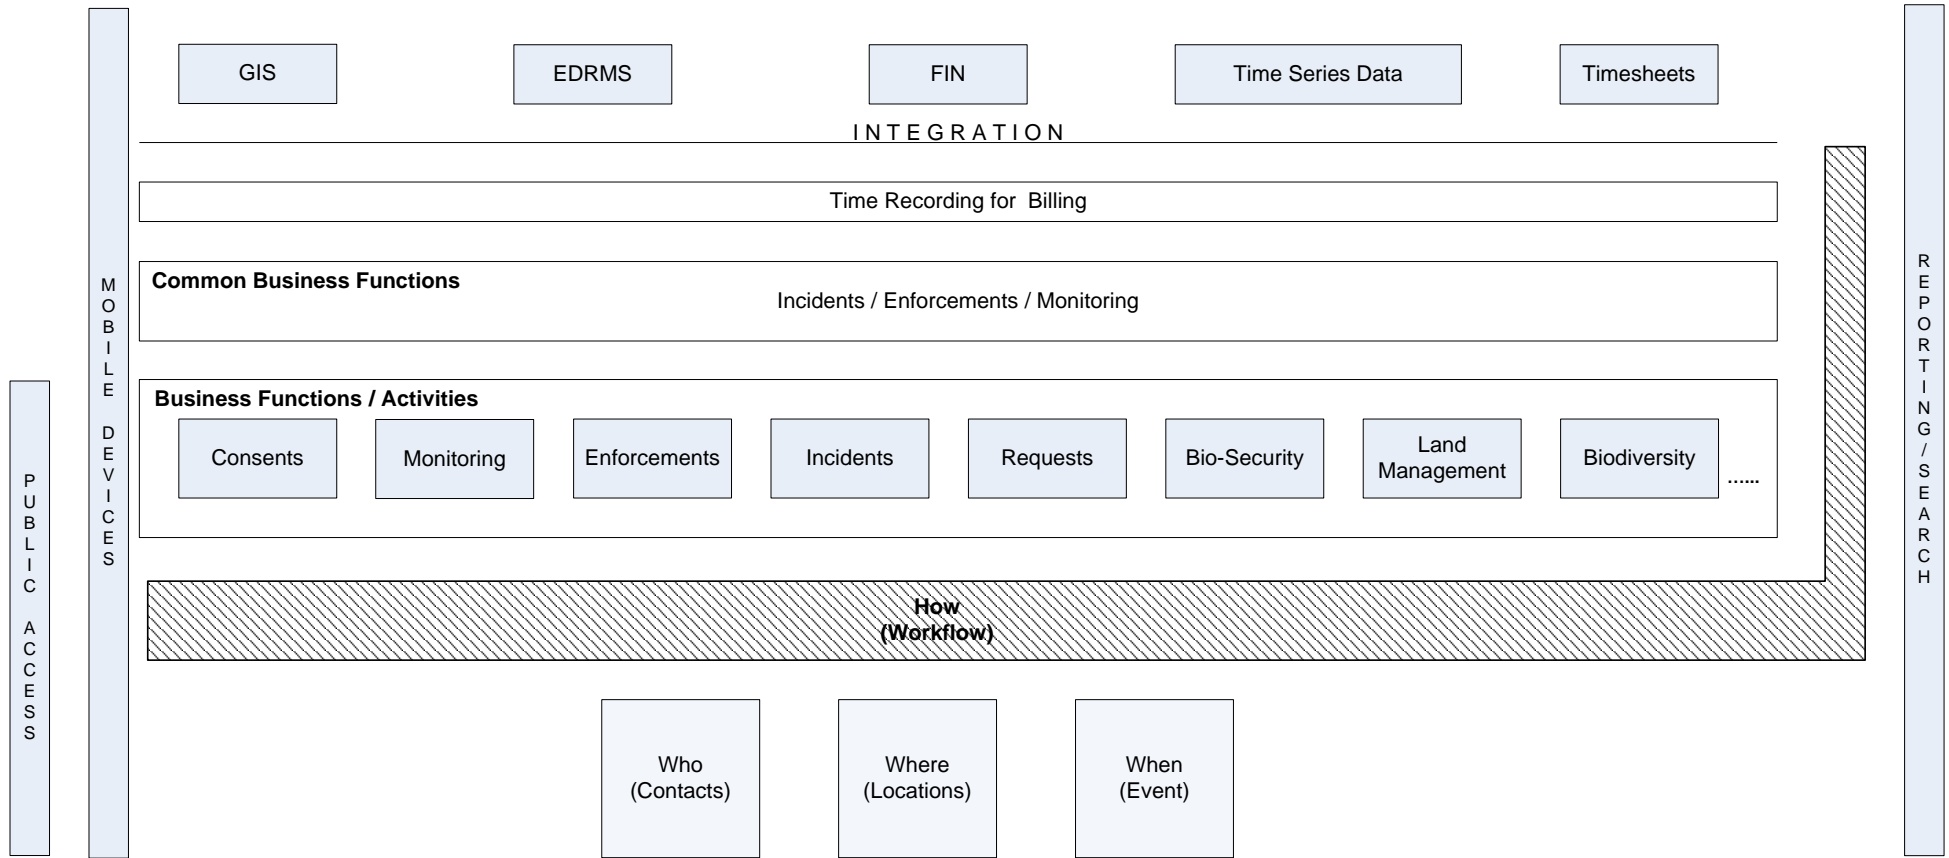 GIS
EDRMS
FIN
Time Series Data
Timesheets
INTEGRATION
Time Recording for Billing
Common Business Functions
Incidents / Enforcements / Monitoring
Business Functions / Activities
Consents
Monitoring
Enforcements
Incidents
Requests
Bio-Security
Land
Management
Biodiversity
…...
How
(Workflow)
Who
(Contacts)
Where
(Locations)
When
(Event)
PUBLIC ACCESS
MOBILE DEVICES
REPORTING/SEARCH